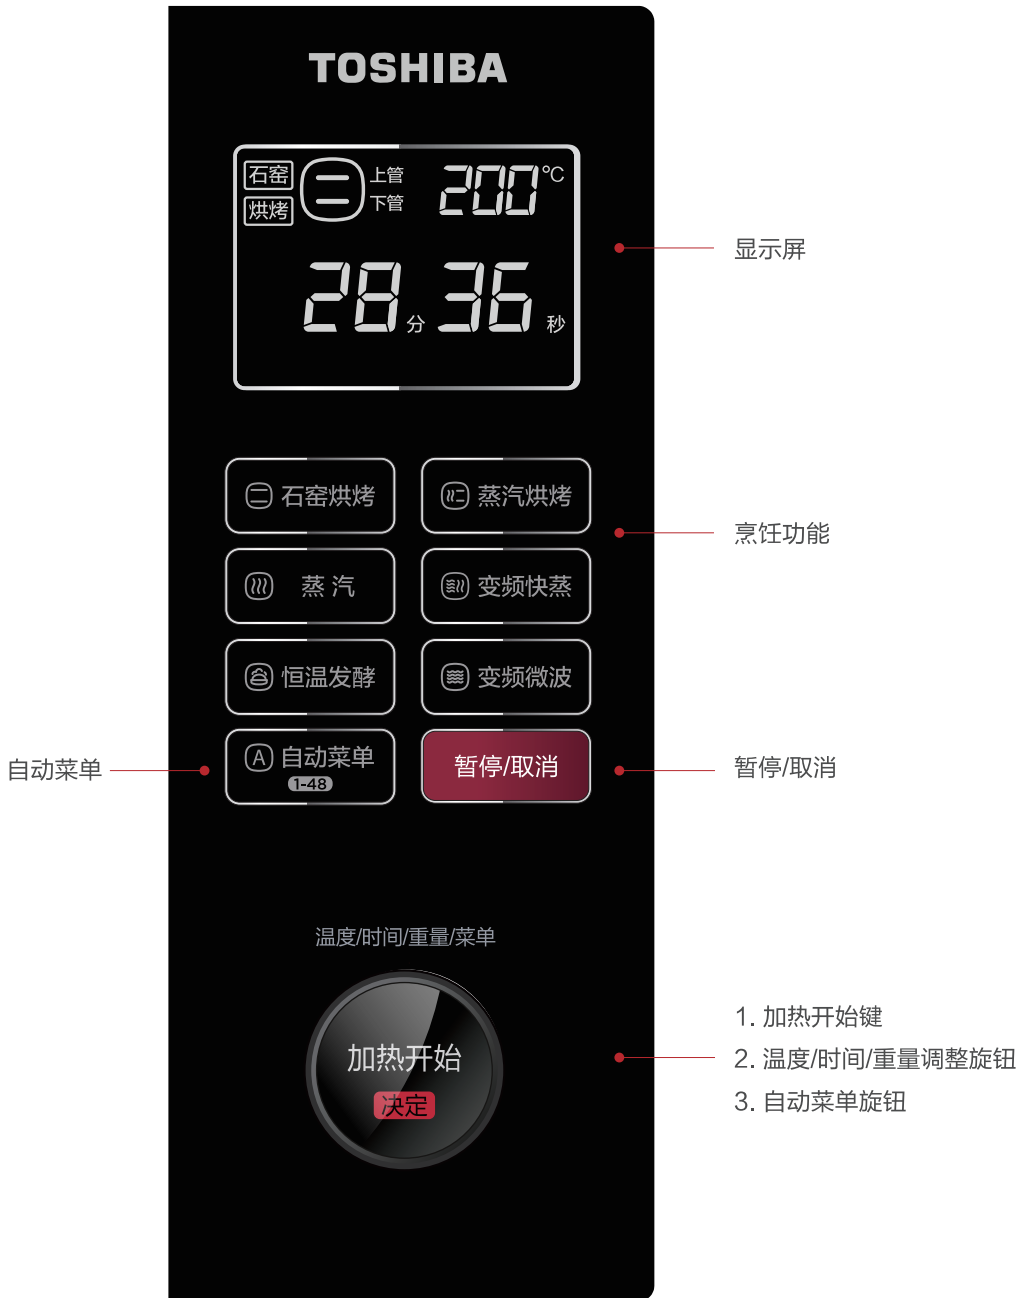 TOSHIBA
石窑
上管
200℃
烘烤
下管
显示屏
28分36秒
石窑烘烤
蒸汽烘烤
烹饪功能
蒸汽
变频快蒸
恒温发酵
变频微波
自动菜单
自动菜单
1-48
暂停/取消
暂停/取消
温度/时间/重量/菜单
加热开始
决定
1. 加热开始键
2. 温度/时间/重量调整旋钮
3. 自动菜单旋钮